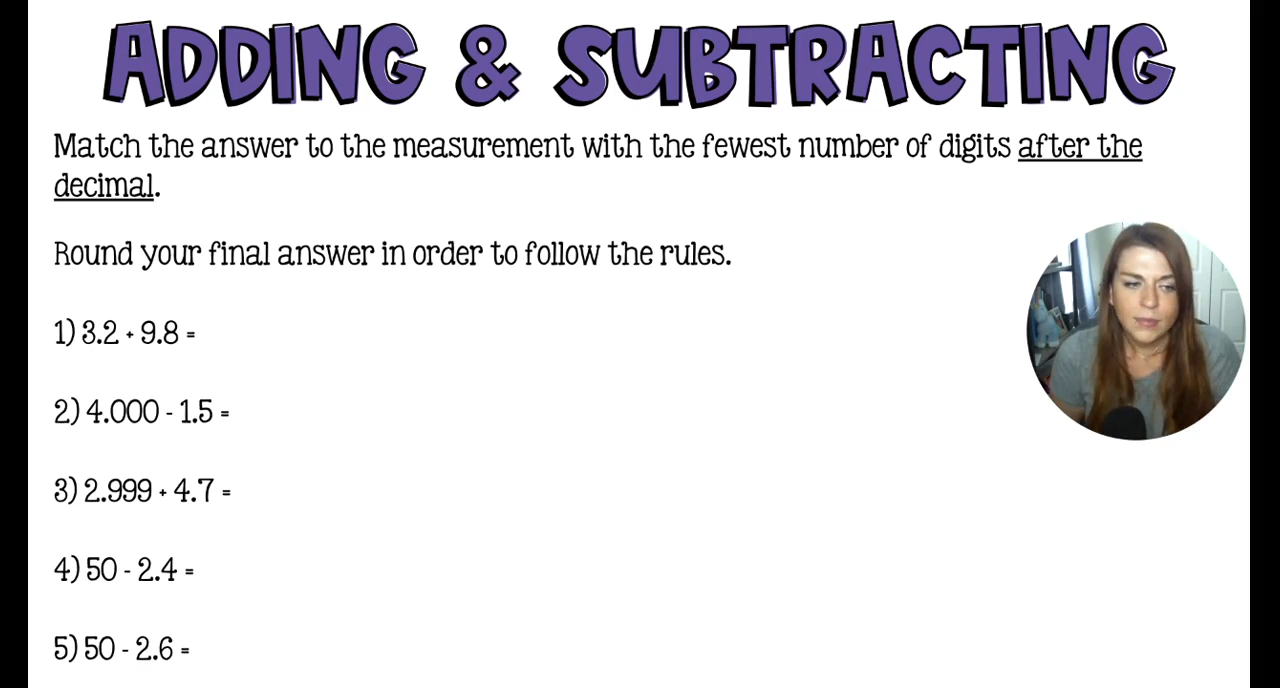 ADDING & SUBTRACTING
Match the answer to the measurement with the fewest number of digits after the
decimal.
Round your final answer in order to follow the rules.
1) 3.2 + 9.8 =
2) 4.000 - 1.5 =
3) 2.999 + 4.7 =
4) 50 - 2.4 =
5) 50 - 2.6 =